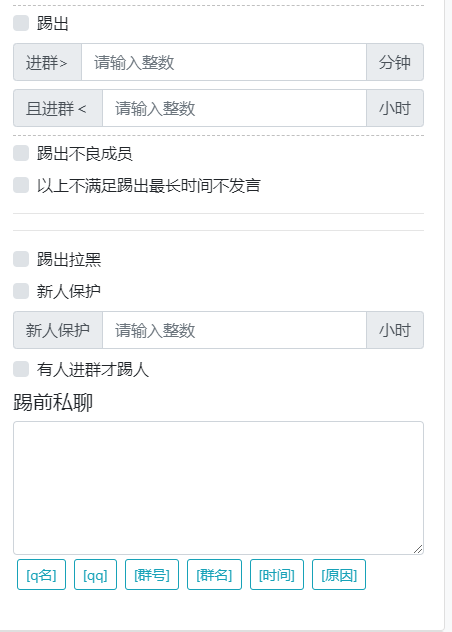 踢出
进群> 请输入整数 分钟
且进群 < 请输入整数 小时
踢出不良成员
以上不满足踢出最长时间不发言
踢出拉黑
新人保护
新人保护 请输入整数 小时
有人进群才踢人
踢前私聊
[q名] [qq] [群号] [群名] [时间] [原因]